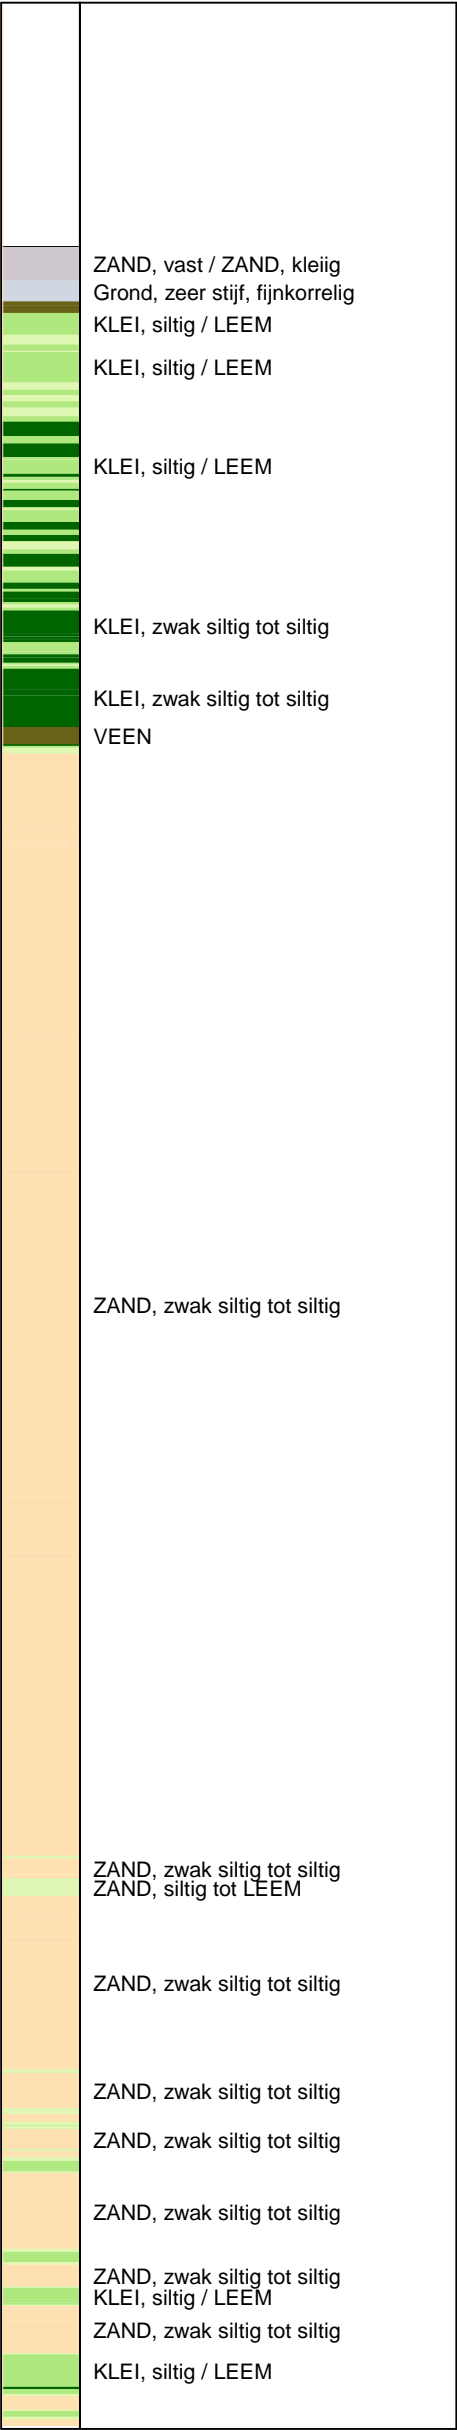 ZAND, vast / ZAND, kleiig
Grond, zeer stijf, fijnkorrelig
KLEI, siltig / LEEM
KLEI, siltig / LEEM
KLEI, siltig / LEEM
KLEI, zwak siltig tot siltig
KLEI, zwak siltig tot siltig
VEEN
ZAND, zwak siltig tot siltig
ZAND, zwak siltig tot siltig
ZAND, siltig tot LEEM
ZAND, zwak siltig tot siltig
ZAND, zwak siltig tot siltig
ZAND, zwak siltig tot siltig
ZAND, zwak siltig tot siltig
ZAND, zwak siltig tot siltig
KLEI, siltig / LEEM
ZAND, zwak siltig tot siltig
KLEI, siltig / LEEM